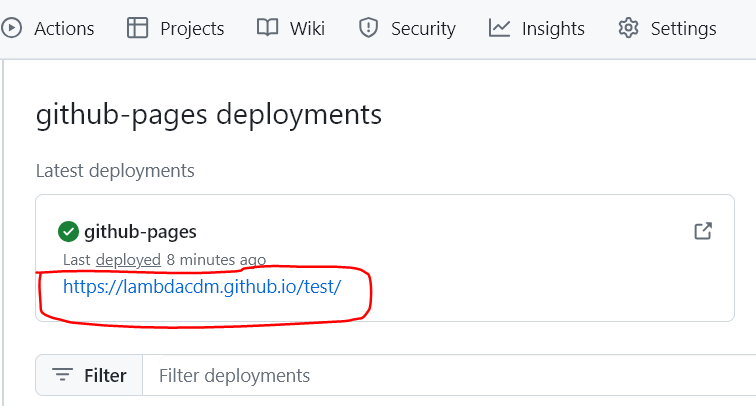 Actions Projects Wiki Security Insights Settings
github-pages deployments
Latest deployments
github-pages
Last deployed 8 minutes ago
https://lambdacdm.github.io/test/
Filter Filter deployments